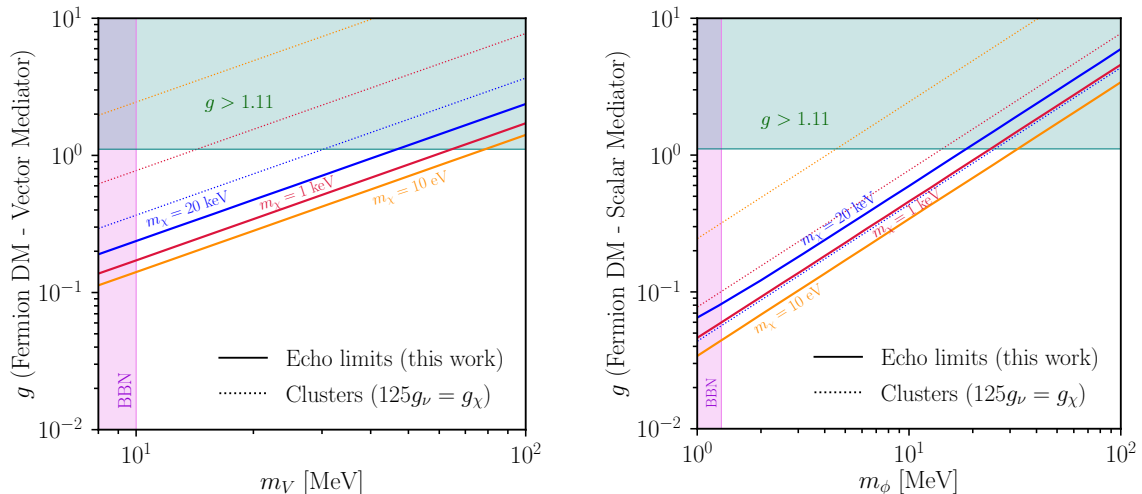 g (Fermion DM - Vector Mediator)
10^1
10^0
10^{-1}
10^{-2}
g > 1.11
m_χ = 20 keV
m_χ = 1 keV
m_χ = 10 eV
BBN
Echo limits (this work)
Clusters (125g_ν = g_χ)
10^1
10^2
m_V [MeV]
g (Fermion DM - Scalar Mediator)
10^1
10^0
10^{-1}
10^{-2}
g > 1.11
m_χ = 20 keV
m_χ = 1 keV
m_χ = 10 eV
BBN
Echo limits (this work)
Clusters (125g_ν = g_χ)
10^0
10^1
10^2
m_ϕ [MeV]